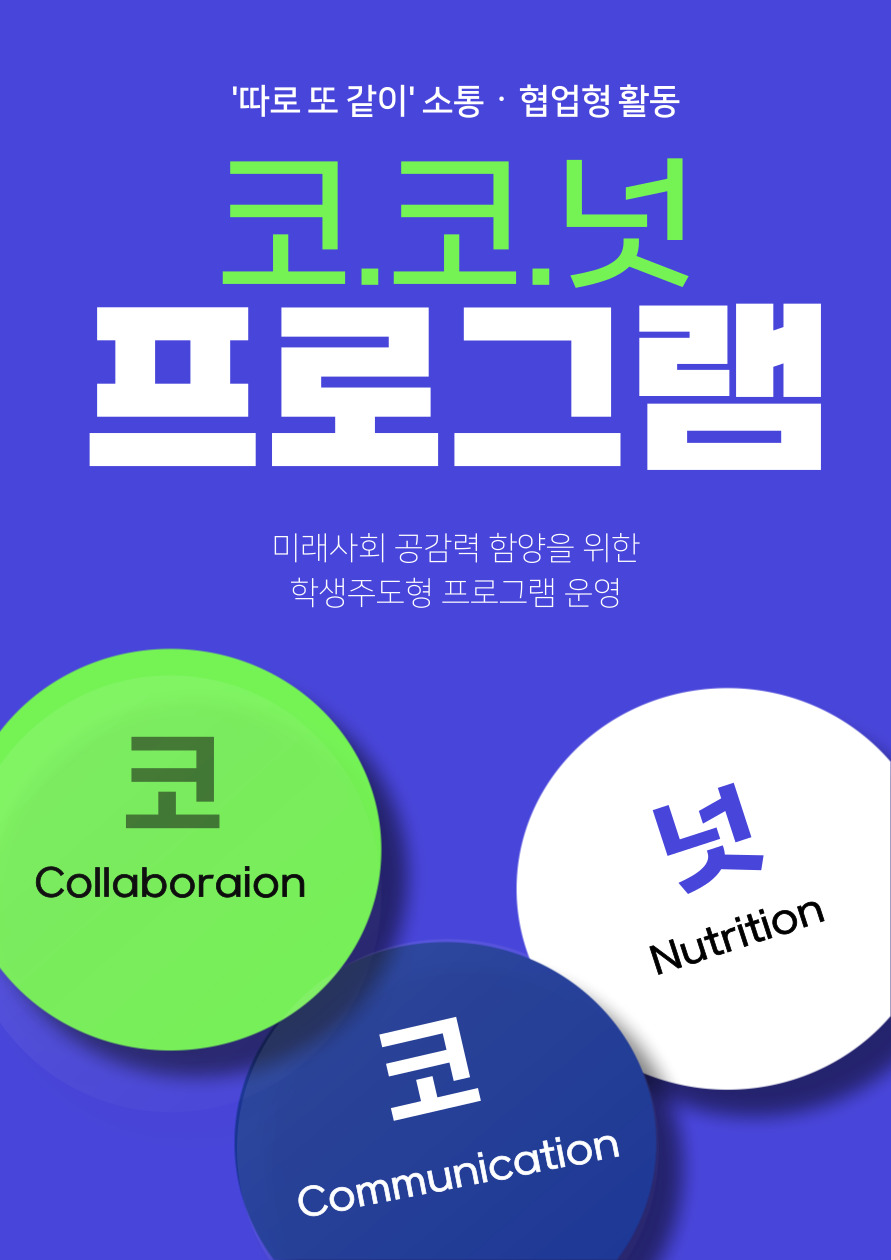 '따로 또 같이' 소통 · 협업형 활동
코.코.넛
프로그램
미래사회 공감력 함양을 위한
학생주도형 프로그램 운영
코
Collaboraion
넛
Nutrition
코
Communication